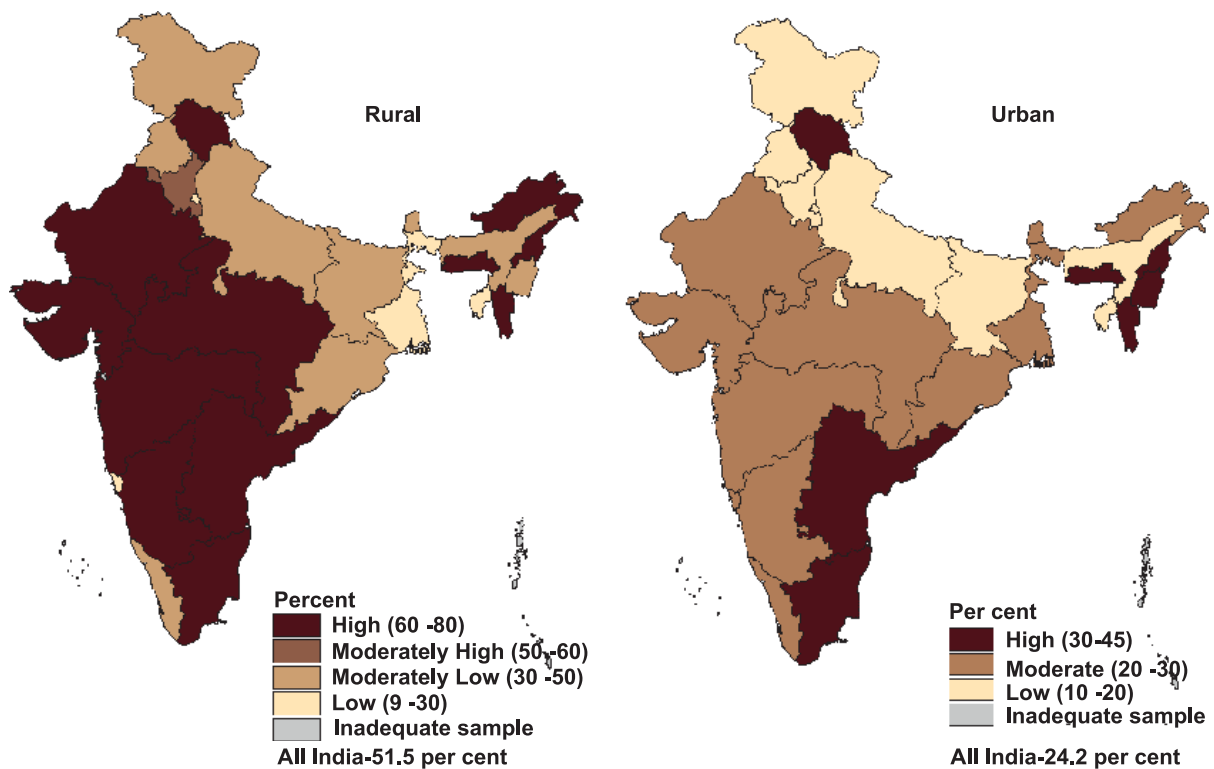 Rural
Urban
Percent
High (60 -80)
Moderately High (50 -60)
Moderately Low (30 -50)
Low (9 -30)
Inadequate sample
All India-51.5 per cent
Per cent
High (30-45)
Moderate (20 -30)
Low (10 -20)
Inadequate sample
All India-24.2 per cent